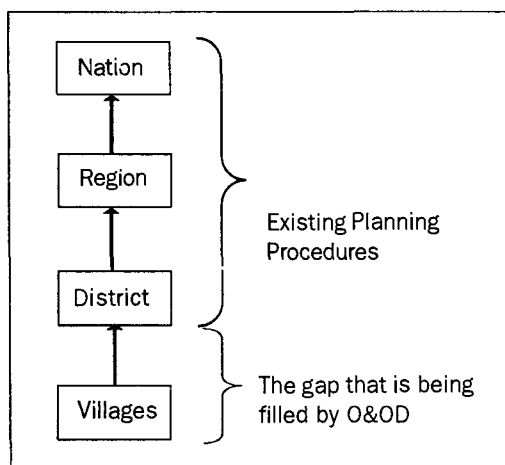 Nation
Region
Existing Planning
Procedures
District
The gap that is being
filled by O&OD
Villages